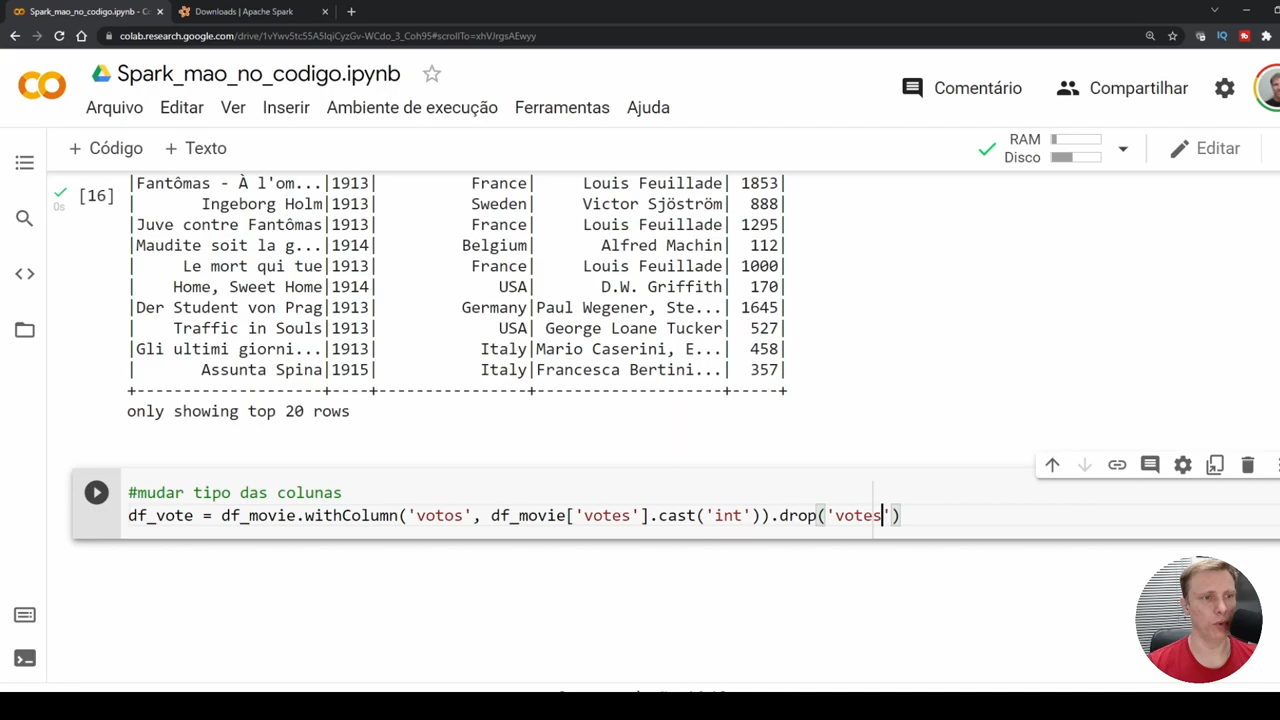 Spark_mao_no_codigo.ipynb - Co
Downloads | Apache Spark
colab.research.google.com/drive/1vYwv5tc5SA5IqiCyzGv-WCdo_3_Coh95#scrollTo=xhVJrgsAEwyy
Spark_mao_no_codigo.ipynb
Comentário
Compartilhar
Arquivo Editar Ver Inserir Ambiente de execução Ferramentas Ajuda
+ Código + Texto
RAM
Disco
Editar
[16]
0s
|Fantômas - À l'om...|1913| France| Louis Feuillade| 1853|
| Ingeborg Holm|1913| Sweden| Victor Sjöström| 888|
|Juve contre Fantômas|1913| France| Louis Feuillade| 1295|
|Maudite soit la g...|1914| Belgium| Alfred Machin| 112|
| Le mort qui tue|1913| France| Louis Feuillade| 1000|
| Home, Sweet Home|1914| USA| D.W. Griffith| 170|
|Der Student von Prag|1913| Germany|Paul Wegener, Ste...| 1645|
| Traffic in Souls|1913| USA| George Loane Tucker| 527|
|Gli ultimi giorni...|1913| Italy|Mario Caserini, E...| 458|
| Assunta Spina|1915| Italy|Francesca Bertini...| 357|
+--------------------+----+---------------+--------------------+-----+
only showing top 20 rows
#mudar tipo das colunas
df_vote = df_movie.withColumn('votos', df_movie['votes'].cast('int')).drop('votes')